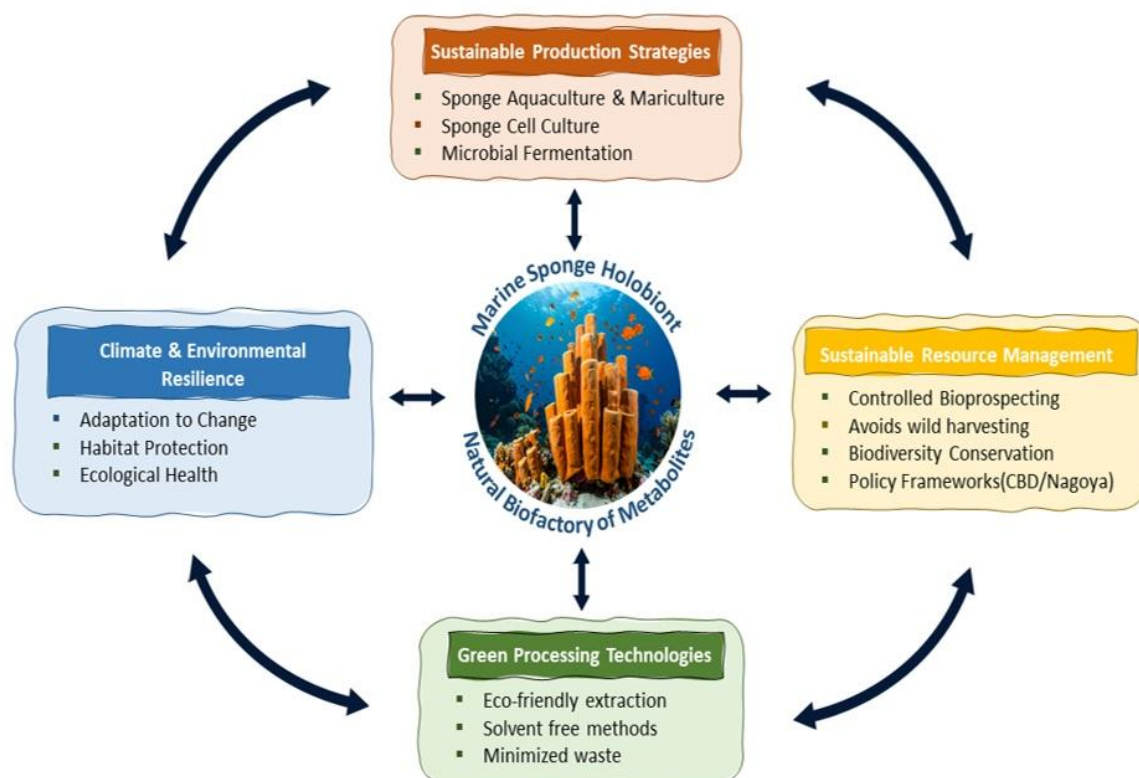 Sustainable Production Strategies
Sponge Aquaculture & Mariculture
Sponge Cell Culture
Microbial Fermentation
Climate & Environmental
Resilience
Adaptation to Change
Habitat Protection
Ecological Health
Marine Sponge Holobiont
Natural Biofactory of Metabolites
Sustainable Resource Management
Controlled Bioprospecting
Avoids wild harvesting
Biodiversity Conservation
Policy Frameworks(CBD/Nagoya)
Green Processing Technologies
Eco-friendly extraction
Solvent free methods
Minimized waste